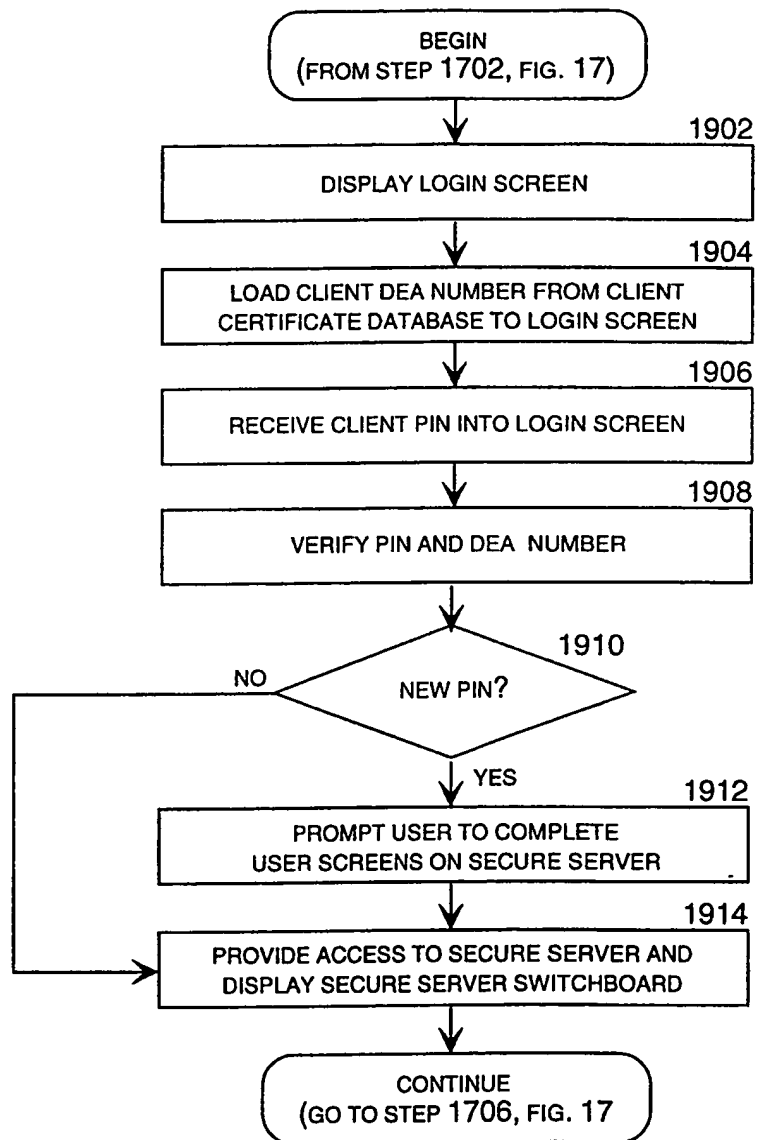 BEGIN
(FROM STEP 1702, FIG. 17)
1902
DISPLAY LOGIN SCREEN
1904
LOAD CLIENT DEA NUMBER FROM CLIENT
CERTIFICATE DATABASE TO LOGIN SCREEN
1906
RECEIVE CLIENT PIN INTO LOGIN SCREEN
1908
VERIFY PIN AND DEA NUMBER
1910
NO
NEW PIN?
YES
1912
PROMPT USER TO COMPLETE
USER SCREENS ON SECURE SERVER
1914
PROVIDE ACCESS TO SECURE SERVER AND
DISPLAY SECURE SERVER SWITCHBOARD
CONTINUE
(GO TO STEP 1706, FIG. 17